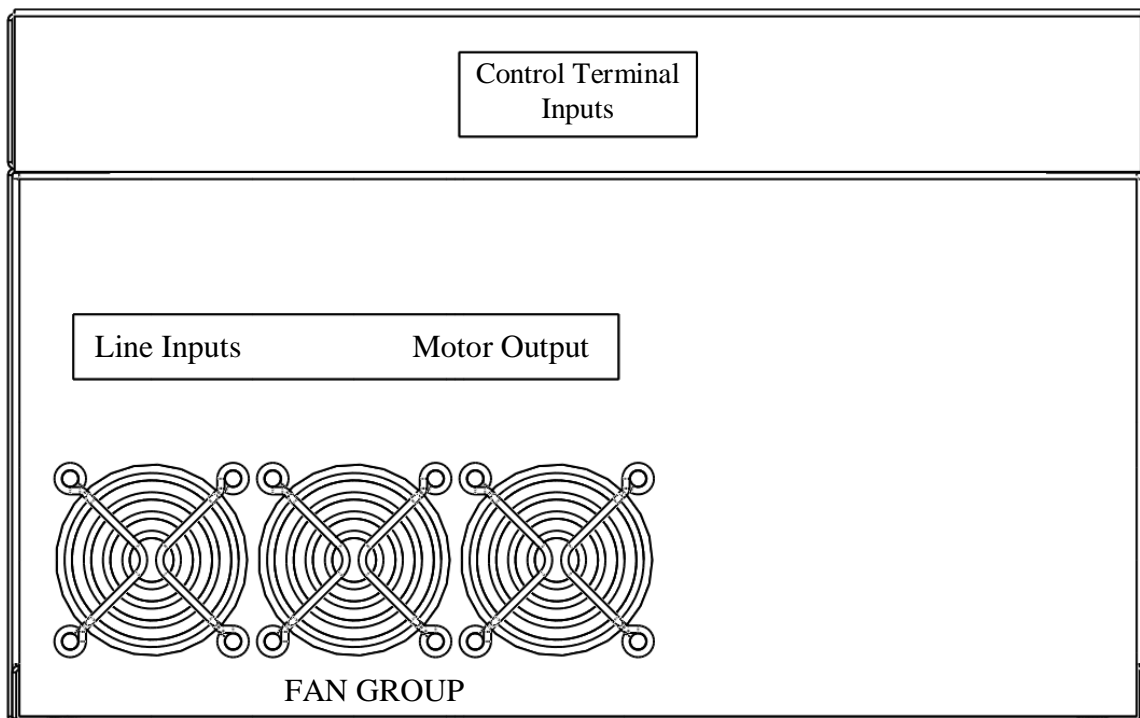 Control Terminal
Inputs
Line Inputs Motor Output
FAN GROUP